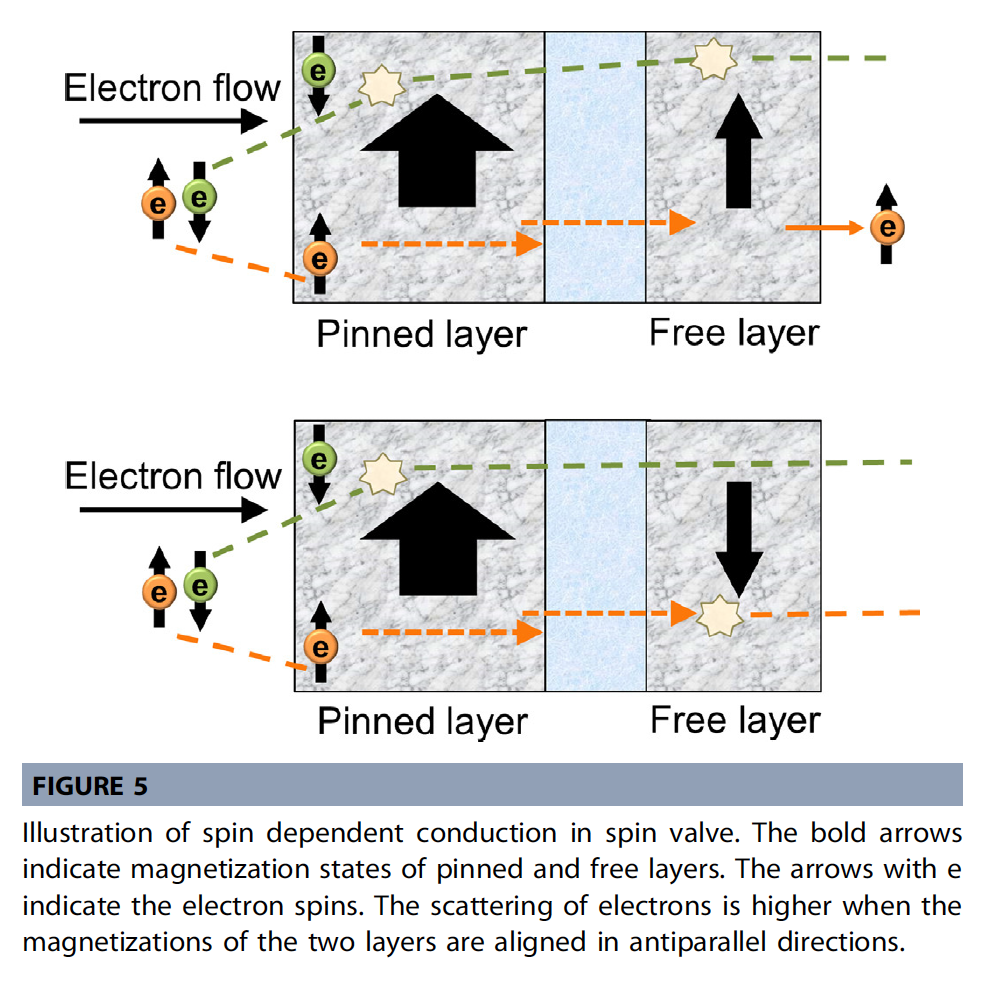 e
Electron flow
e e
e
e
Pinned layer
Free layer
e
Electron flow
e e
e
Pinned layer
Free layer
FIGURE 5
Illustration of spin dependent conduction in spin valve. The bold arrows
indicate magnetization states of pinned and free layers. The arrows with e
indicate the electron spins. The scattering of electrons is higher when the
magnetizations of the two layers are aligned in antiparallel directions.